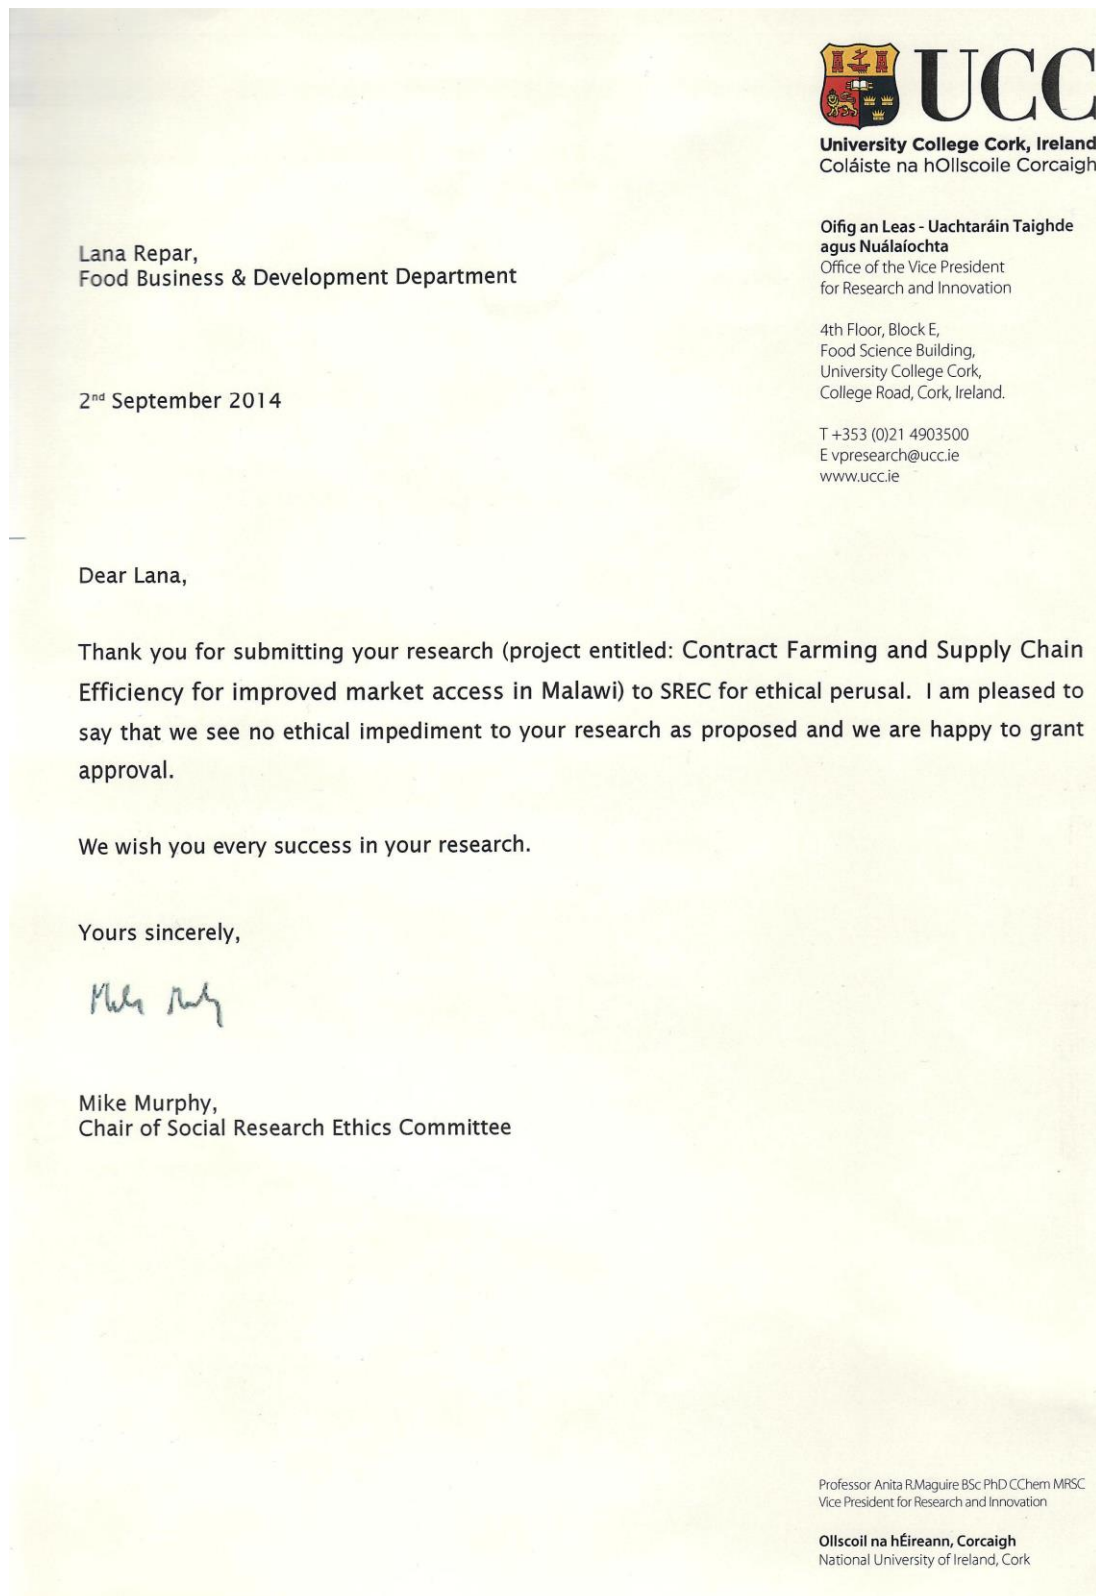 UCC
University College Cork, Ireland
Coláiste na hOllscoile Corcaigh
Oifig an Leas - Uachtaráin Taighde
agus Nuálaíochta
Office of the Vice President
for Research and Innovation
4th Floor, Block E,
Food Science Building,
University College Cork,
College Road, Cork, Ireland.
T +353 (0)21 4903500
E vpresearch@ucc.ie
www.ucc.ie
Lana Repar,
Food Business & Development Department
2nd September 2014
Dear Lana,
Thank you for submitting your research (project entitled: Contract Farming and Supply Chain
Efficiency for improved market access in Malawi) to SREC for ethical perusal. I am pleased to
say that we see no ethical impediment to your research as proposed and we are happy to grant
approval.
We wish you every success in your research.
Yours sincerely,
Mike Murphy,
Chair of Social Research Ethics Committee
Professor Anita R.Maguire BSc PhD CChem MRSC
Vice President for Research and Innovation
Ollscoil na hÉireann, Corcaigh
National University of Ireland, Cork